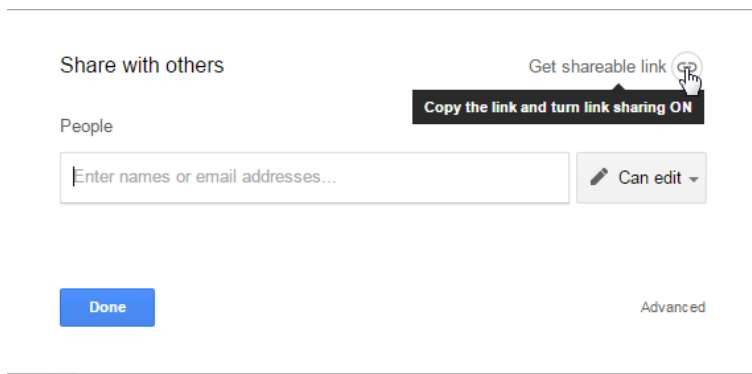 Share with others
Get shareable link
Copy the link and turn link sharing ON
People
Enter names or email addresses...
Can edit
Done
Advanced